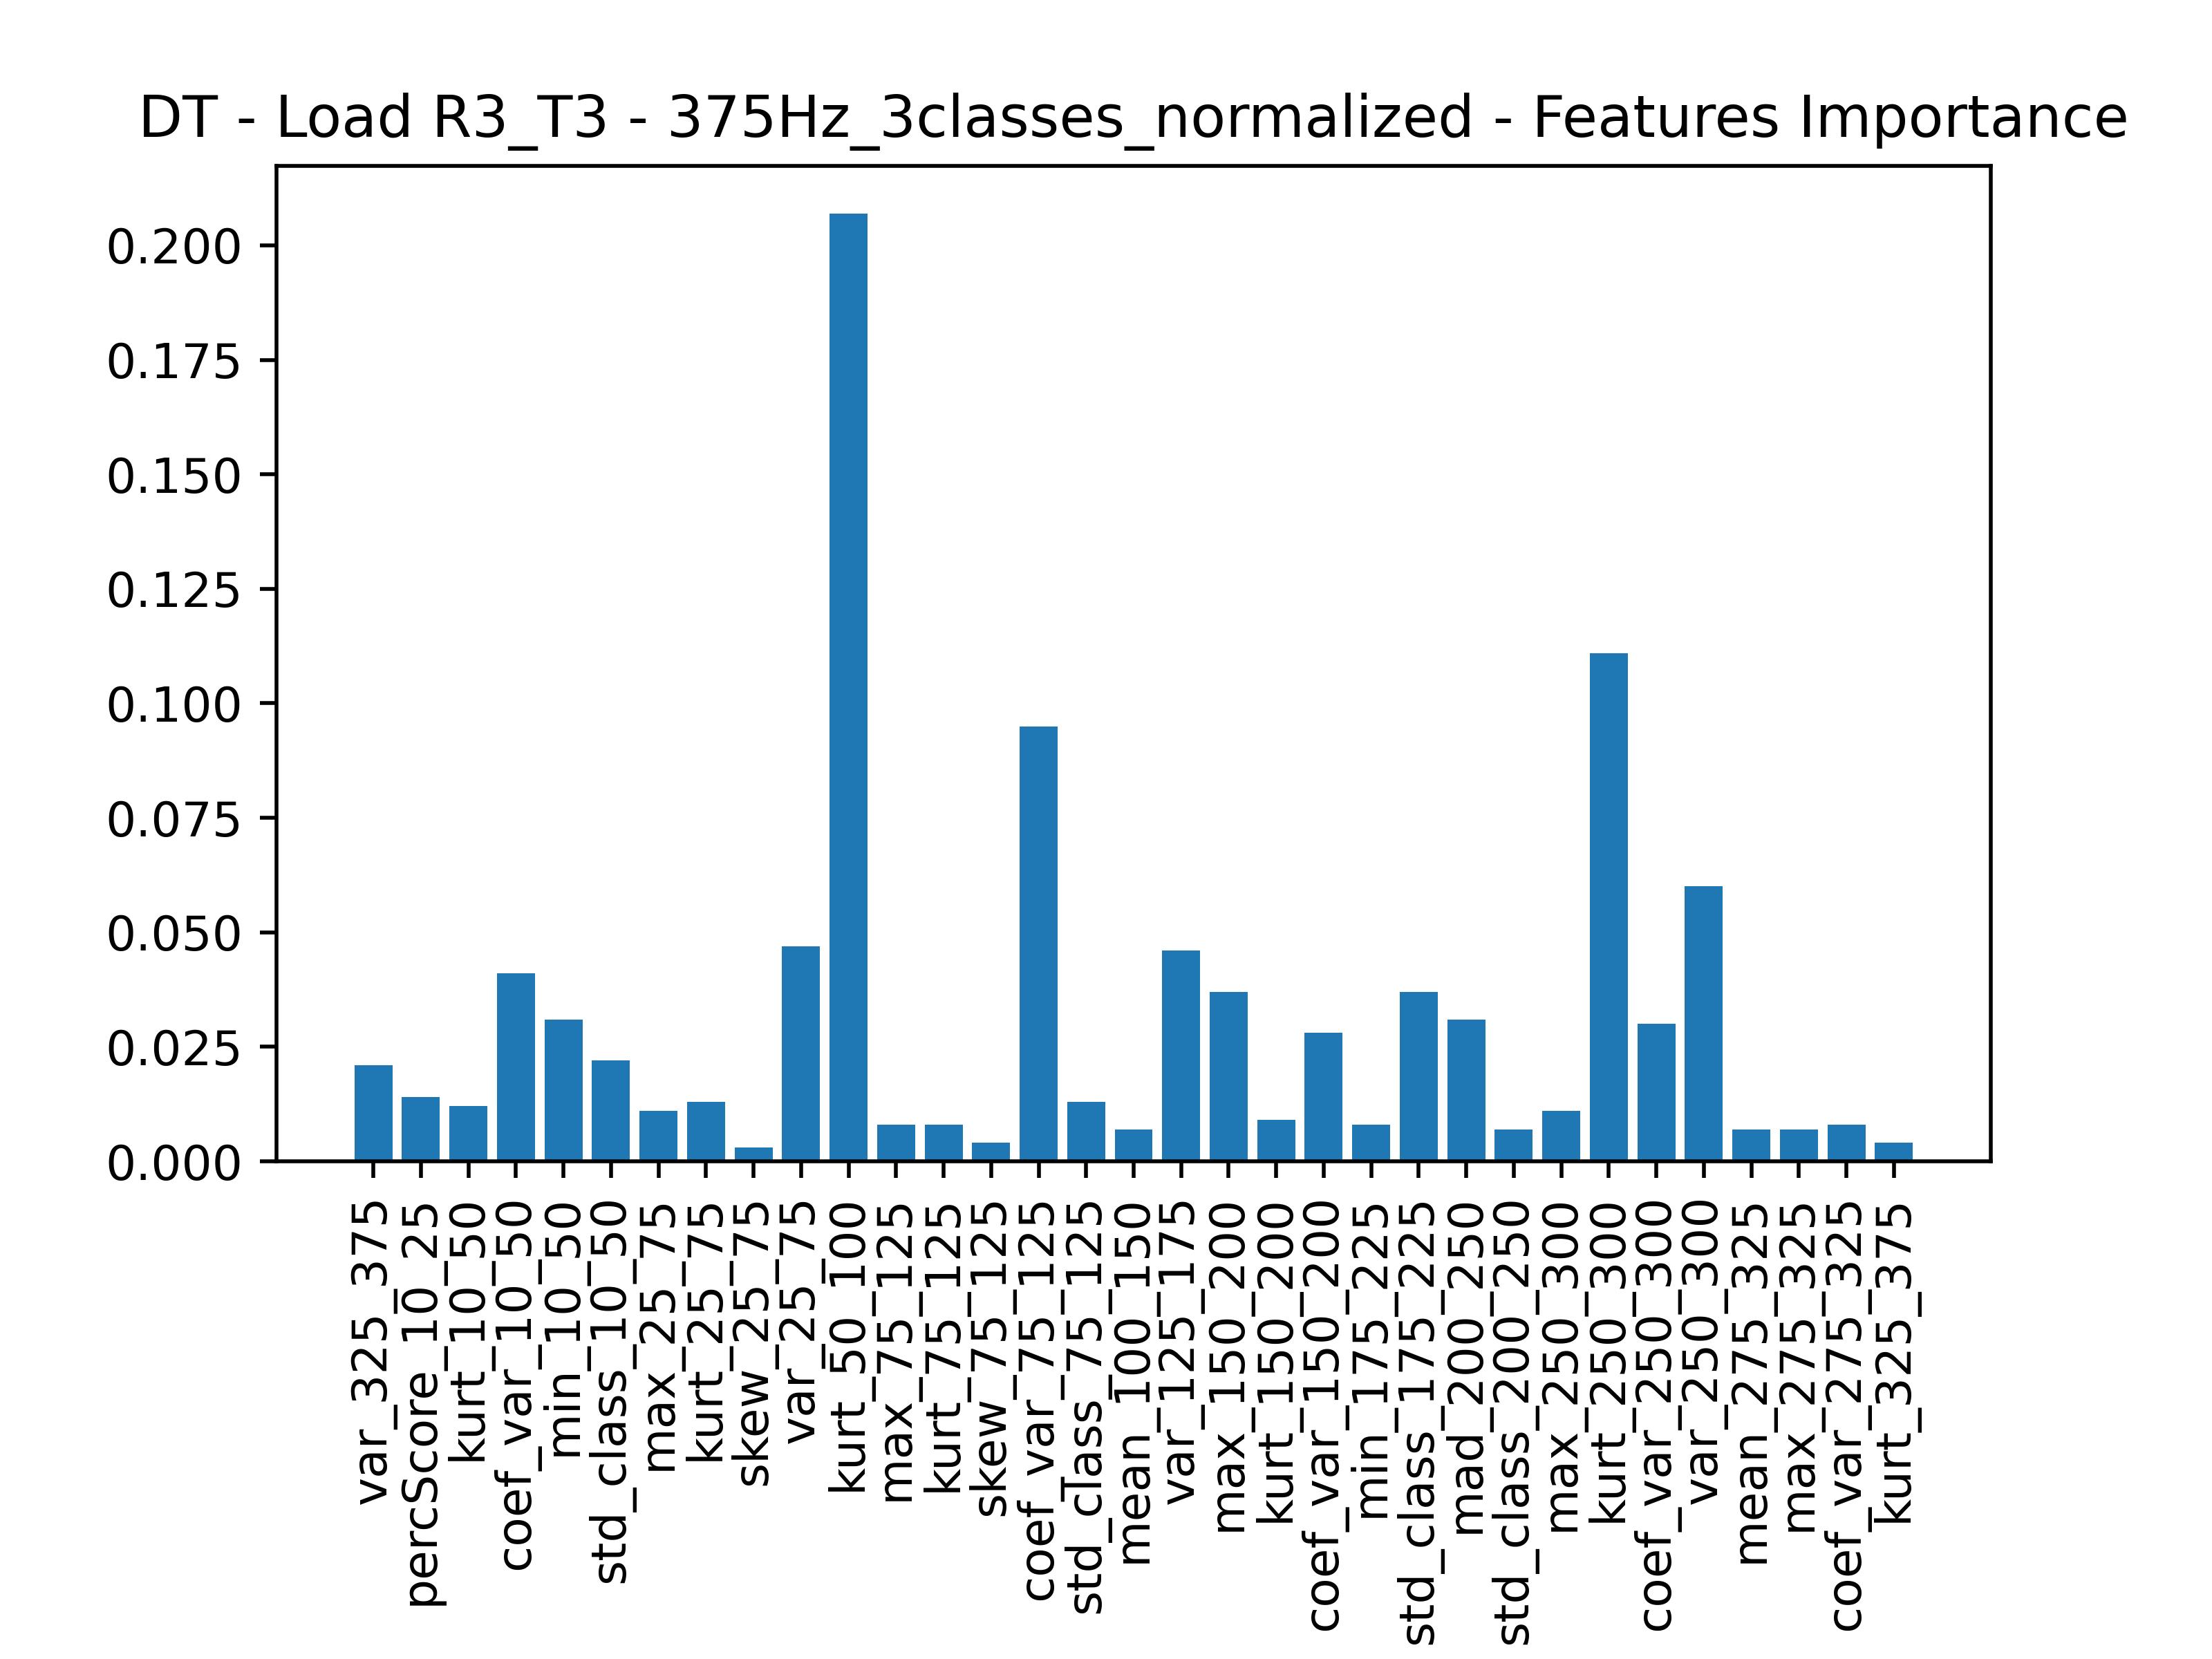 DT - Load R3_T3 - 375Hz_3classes_normalized - Features Importance
0.200
0.175
0.150
0.125
0.100
0.075
0.050
0.025
0.000
var_325_375
percScore_10_25
kurt_10_50
coef_var_10_50
min_10_50
std_class_10_50
max_25_75
kurt_25_75
skew_25_75
var_25_75
kurt_50_100
max_75_125
kurt_75_125
skew_75_125
coef_var_75_125
std_class_75_125
mean_100_150
var_125_175
max_150_200
kurt_150_200
coef_var_150_200
min_175_225
std_class_175_225
mad_200_250
std_class_200_250
max_250_300
kurt_250_300
coef_var_250_300
var_250_300
mean_275_325
max_275_325
coef_var_275_325
kurt_325_375